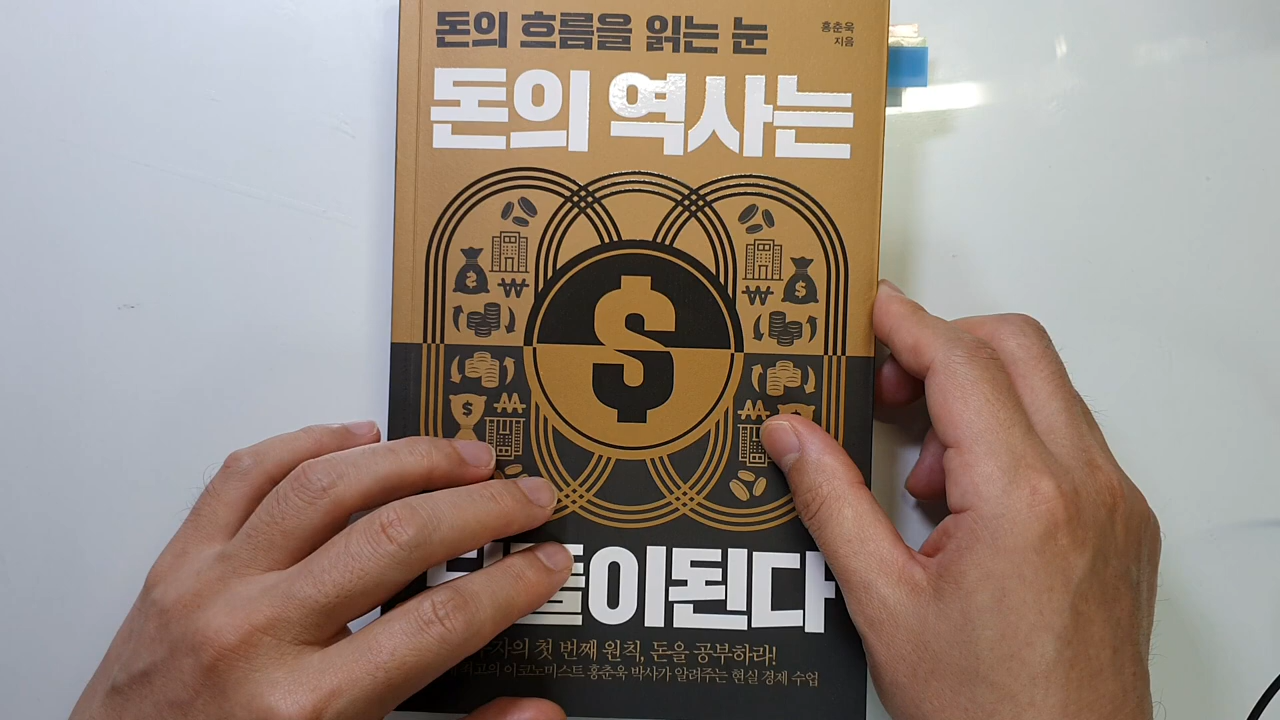 돈의 흐름을 읽는 눈
홍춘욱
지음
돈의 역사는
이된다
첫 번째 원칙, 돈을 공부하라!
이코노미스트 홍춘욱 박사가 알려주는 현실 경제 수업